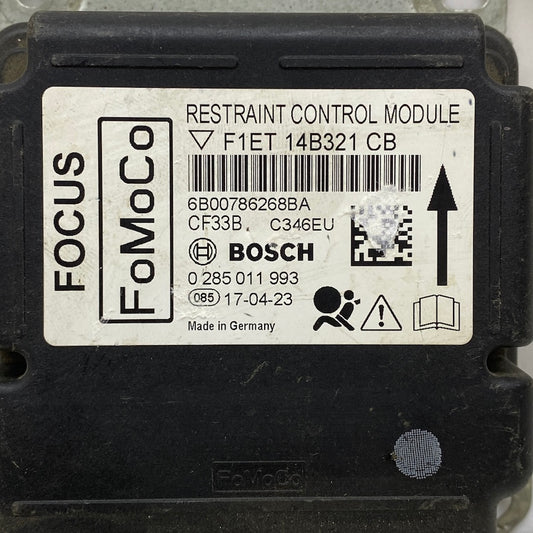 FOCUS
FoMoCo
RESTRAINT CONTROL MODULE
F1ET 14B321 CB
6B00786268BA
CF33B C346EU
BOSCH
0 285 011 993
085 17-04-23
Made in Germany
FoMoCo